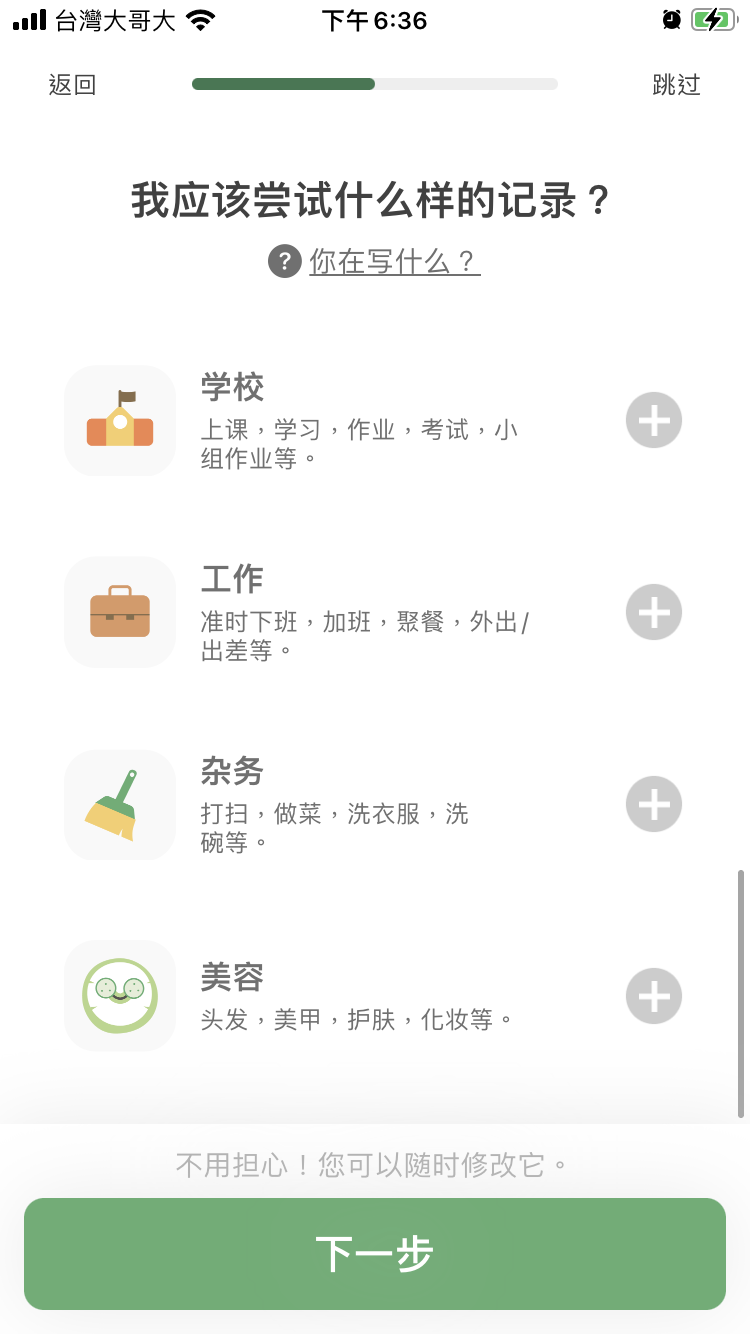 台灣大哥大
下午6:36
返回
跳过
我应该尝试什么样的记录？
? 你在写什么？
学校
上课，学习，作业，考试，小
组作业等。
工作
准时下班，加班，聚餐，外出/
出差等。
杂务
打扫，做菜，洗衣服，洗
碗等。
美容
头发，美甲，护肤，化妆等。
不用担心！您可以随时修改它。
下一步